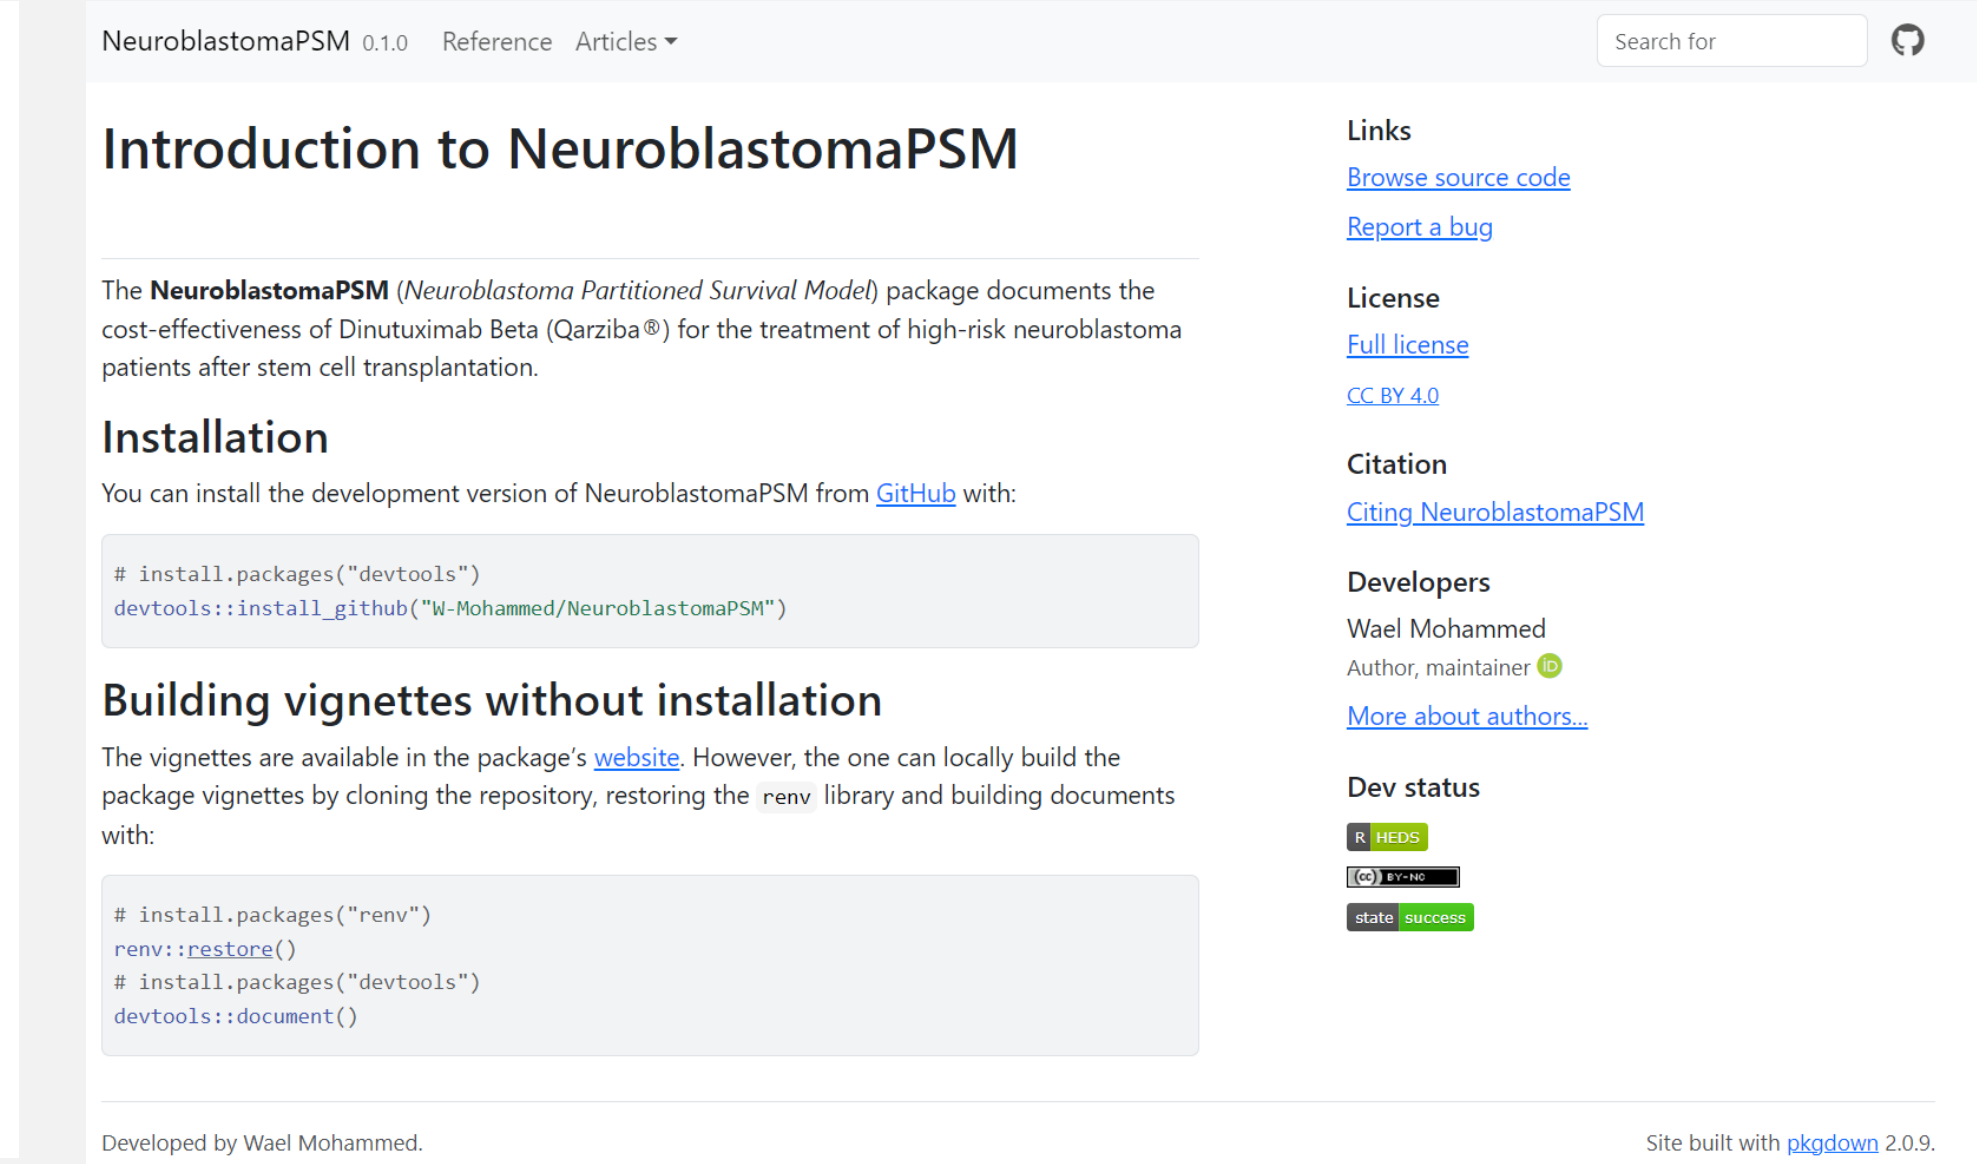 NeuroblastomaPSM 0.1.0 Reference Articles Search for
Introduction to NeuroblastomaPSM
The NeuroblastomaPSM (Neuroblastoma Partitioned Survival Model) package documents the
cost-effectiveness of Dinutuximab Beta (Qarziba®) for the treatment of high-risk neuroblastoma
patients after stem cell transplantation.
Installation
You can install the development version of NeuroblastomaPSM from GitHub with:
# install.packages("devtools")
devtools::install_github("W-Mohammed/NeuroblastomaPSM")
Building vignettes without installation
The vignettes are available in the package’s website. However, the one can locally build the
package vignettes by cloning the repository, restoring the renv library and building documents
with:
# install.packages("renv")
renv::restore()
# install.packages("devtools")
devtools::document()
Links
Browse source code
Report a bug
License
Full license
CC BY 4.0
Citation
Citing NeuroblastomaPSM
Developers
Wael Mohammed
Author, maintainer iD
More about authors...
Dev status
R HEDS
(cc) BY-NC
state success
Developed by Wael Mohammed.
Site built with pkgdown 2.0.9.